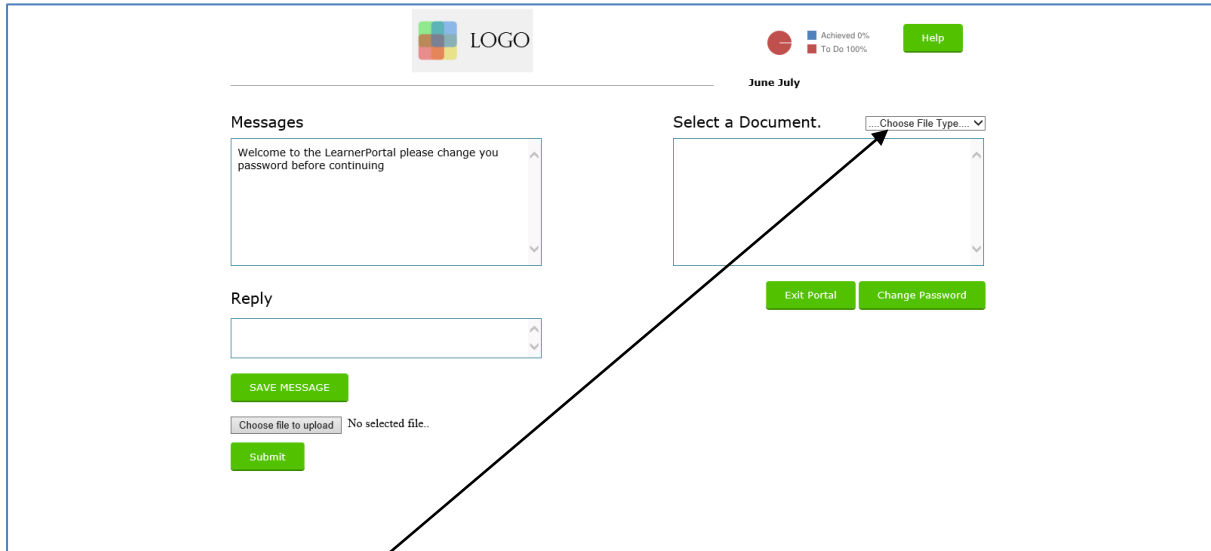 LOGO
Achieved 0%
To Do 100%
Help
June July
Messages
Select a Document.
....Choose File Type....
Welcome to the LearnerPortal please change you
password before continuing
Exit Portal
Change Password
Reply
SAVE MESSAGE
Choose file to upload No selected file..
Submit